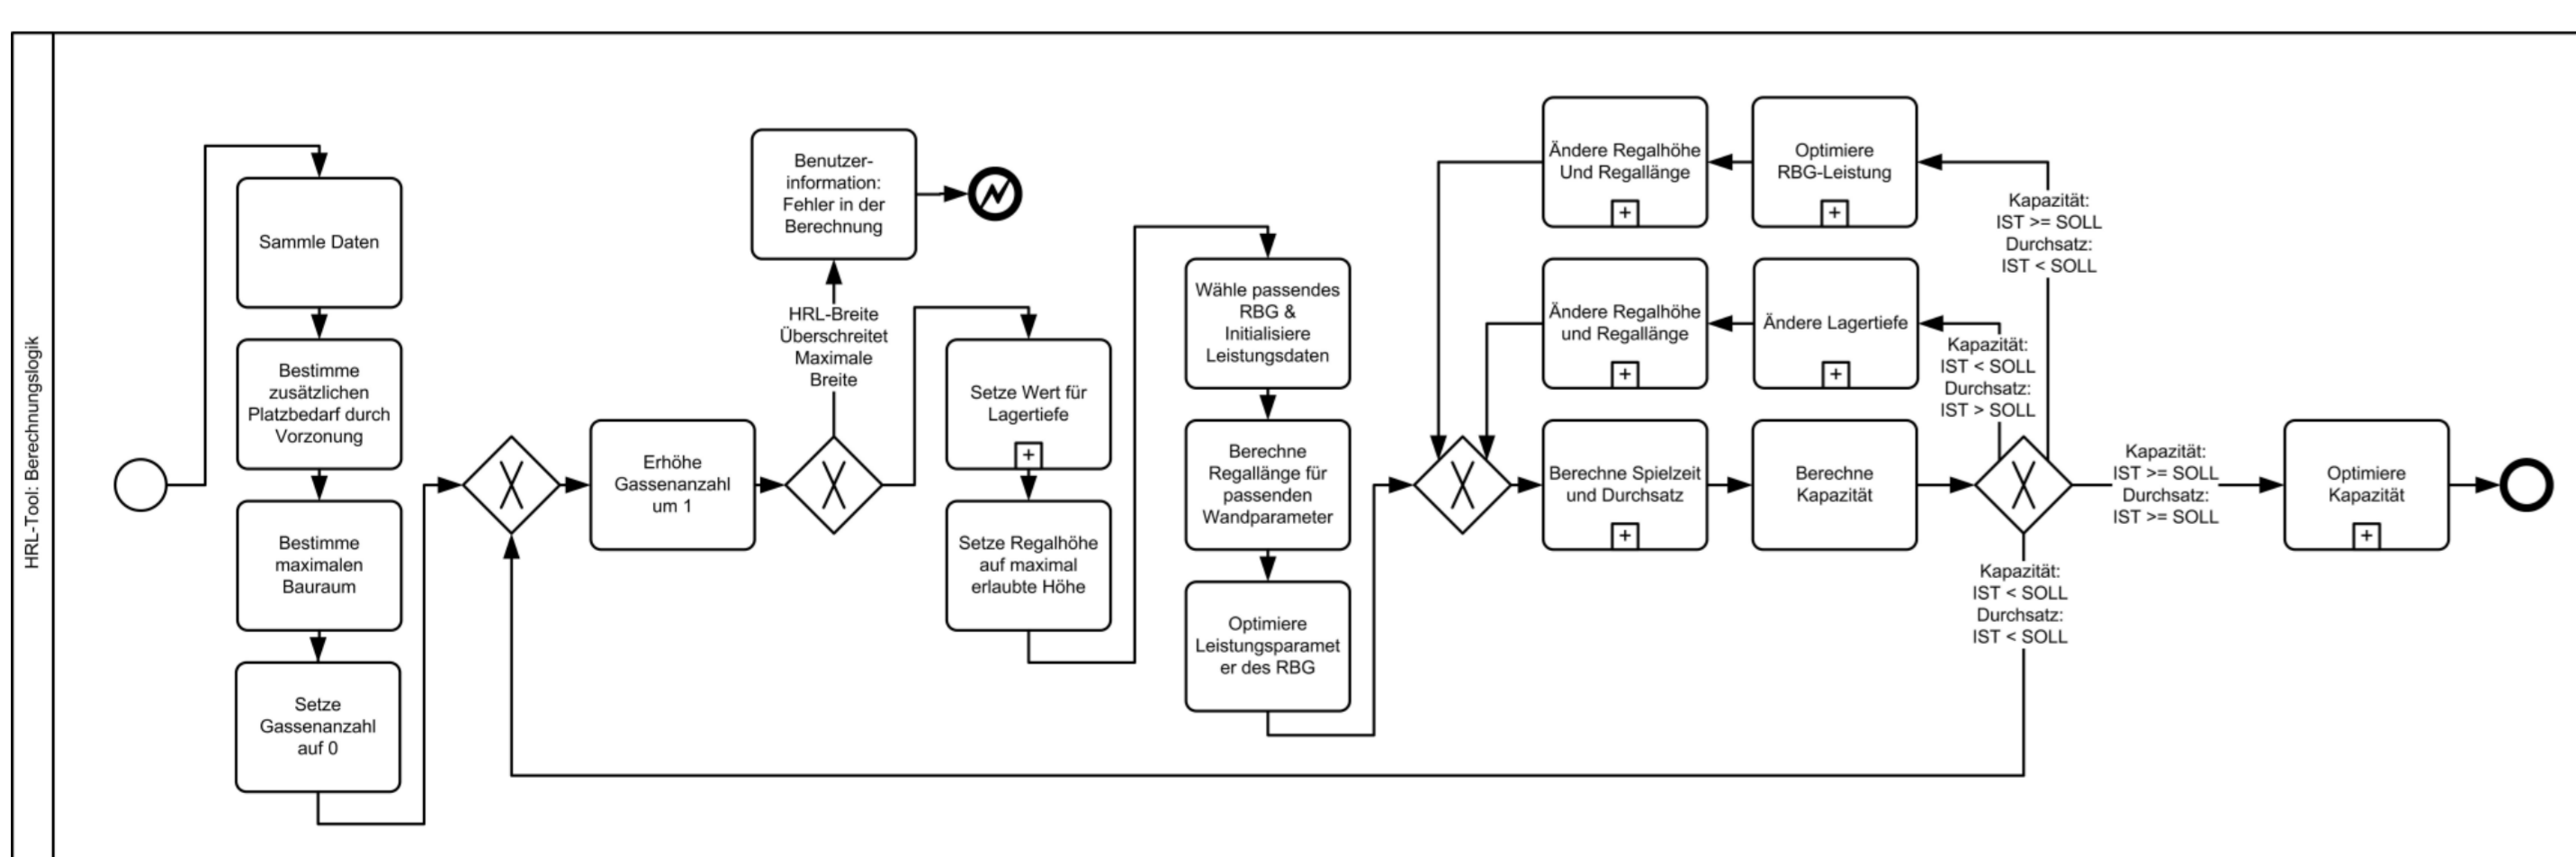 HRL-Tool: Berechnungslogik
Sammle Daten
Bestimme
zusätzlichen
Platzbedarf durch
Vorzonung
Bestimme
maximalen
Bauraum
Setze
Gassenanzahl
auf 0
Erhöhe
Gassenanzahl
um 1
Benutzer-
information:
Fehler in der
Berechnung
HRL-Breite
Überschreitet
Maximale
Breite
Setze Wert für
Lagertiefe
Setze Regalhöhe
auf maximal
erlaubte Höhe
Wähle passendes
RBG &
Initialisiere
Leistungsdaten
Berechne
Regallänge für
passenden
Wandparameter
Optimiere
Leistungsparamet
er des RBG
Ändere Regalhöhe
Und Regallänge
Optimiere
RBG-Leistung
Kapazität:
IST >= SOLL
Durchsatz:
IST < SOLL
Ändere Regalhöhe
und Regallänge
Ändere Lagertiefe
Kapazität:
IST < SOLL
Durchsatz:
IST > SOLL
Berechne Spielzeit
und Durchsatz
Berechne
Kapazität
Kapazität:
IST >= SOLL
Durchsatz:
IST >= SOLL
Optimiere
Kapazität
Kapazität:
IST < SOLL
Durchsatz:
IST < SOLL